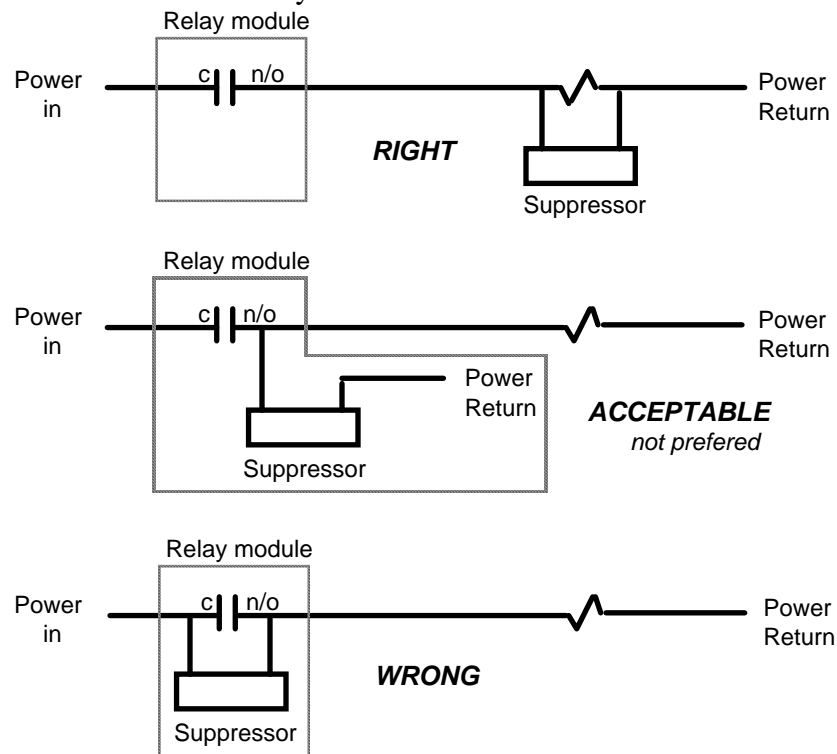 Relay module
Power
in
c n/o
Power
Return
RIGHT
Suppressor
Relay module
Power
in
c n/o
Power
Return
Power
Return
ACCEPTABLE
not prefered
Suppressor
Relay module
Power
in
c n/o
Power
Return
WRONG
Suppressor